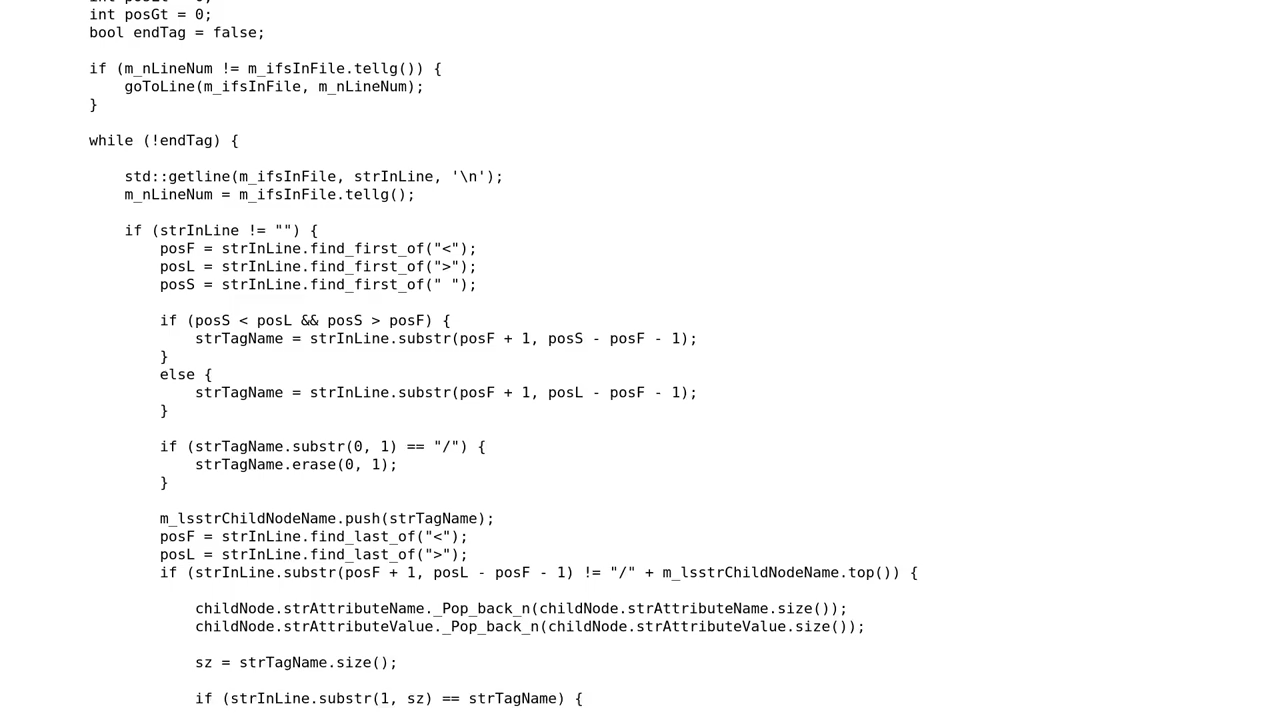 int posGt = 0;
bool endTag = false;
if (m_nLineNum != m_ifsInFile.tellg()) {
goToLine(m_ifsInFile, m_nLineNum);
}
while (!endTag) {
std::getline(m_ifsInFile, strInLine, '\n');
m_nLineNum = m_ifsInFile.tellg();
if (strInLine != "") {
posF = strInLine.find_first_of("<");
posL = strInLine.find_first_of(">");
posS = strInLine.find_first_of(" ");
if (posS < posL && posS > posF) {
strTagName = strInLine.substr(posF + 1, posS - posF - 1);
}
else {
strTagName = strInLine.substr(posF + 1, posL - posF - 1);
}
if (strTagName.substr(0, 1) == "/") {
strTagName.erase(0, 1);
}
m_lsstrChildNodeName.push(strTagName);
posF = strInLine.find_last_of("<");
posL = strInLine.find_last_of(">");
if (strInLine.substr(posF + 1, posL - posF - 1) != "/" + m_lsstrChildNodeName.top()) {
childNode.strAttributeName._Pop_back_n(childNode.strAttributeName.size());
childNode.strAttributeValue._Pop_back_n(childNode.strAttributeValue.size());
sz = strTagName.size();
if (strInLine.substr(1, sz) == strTagName) {